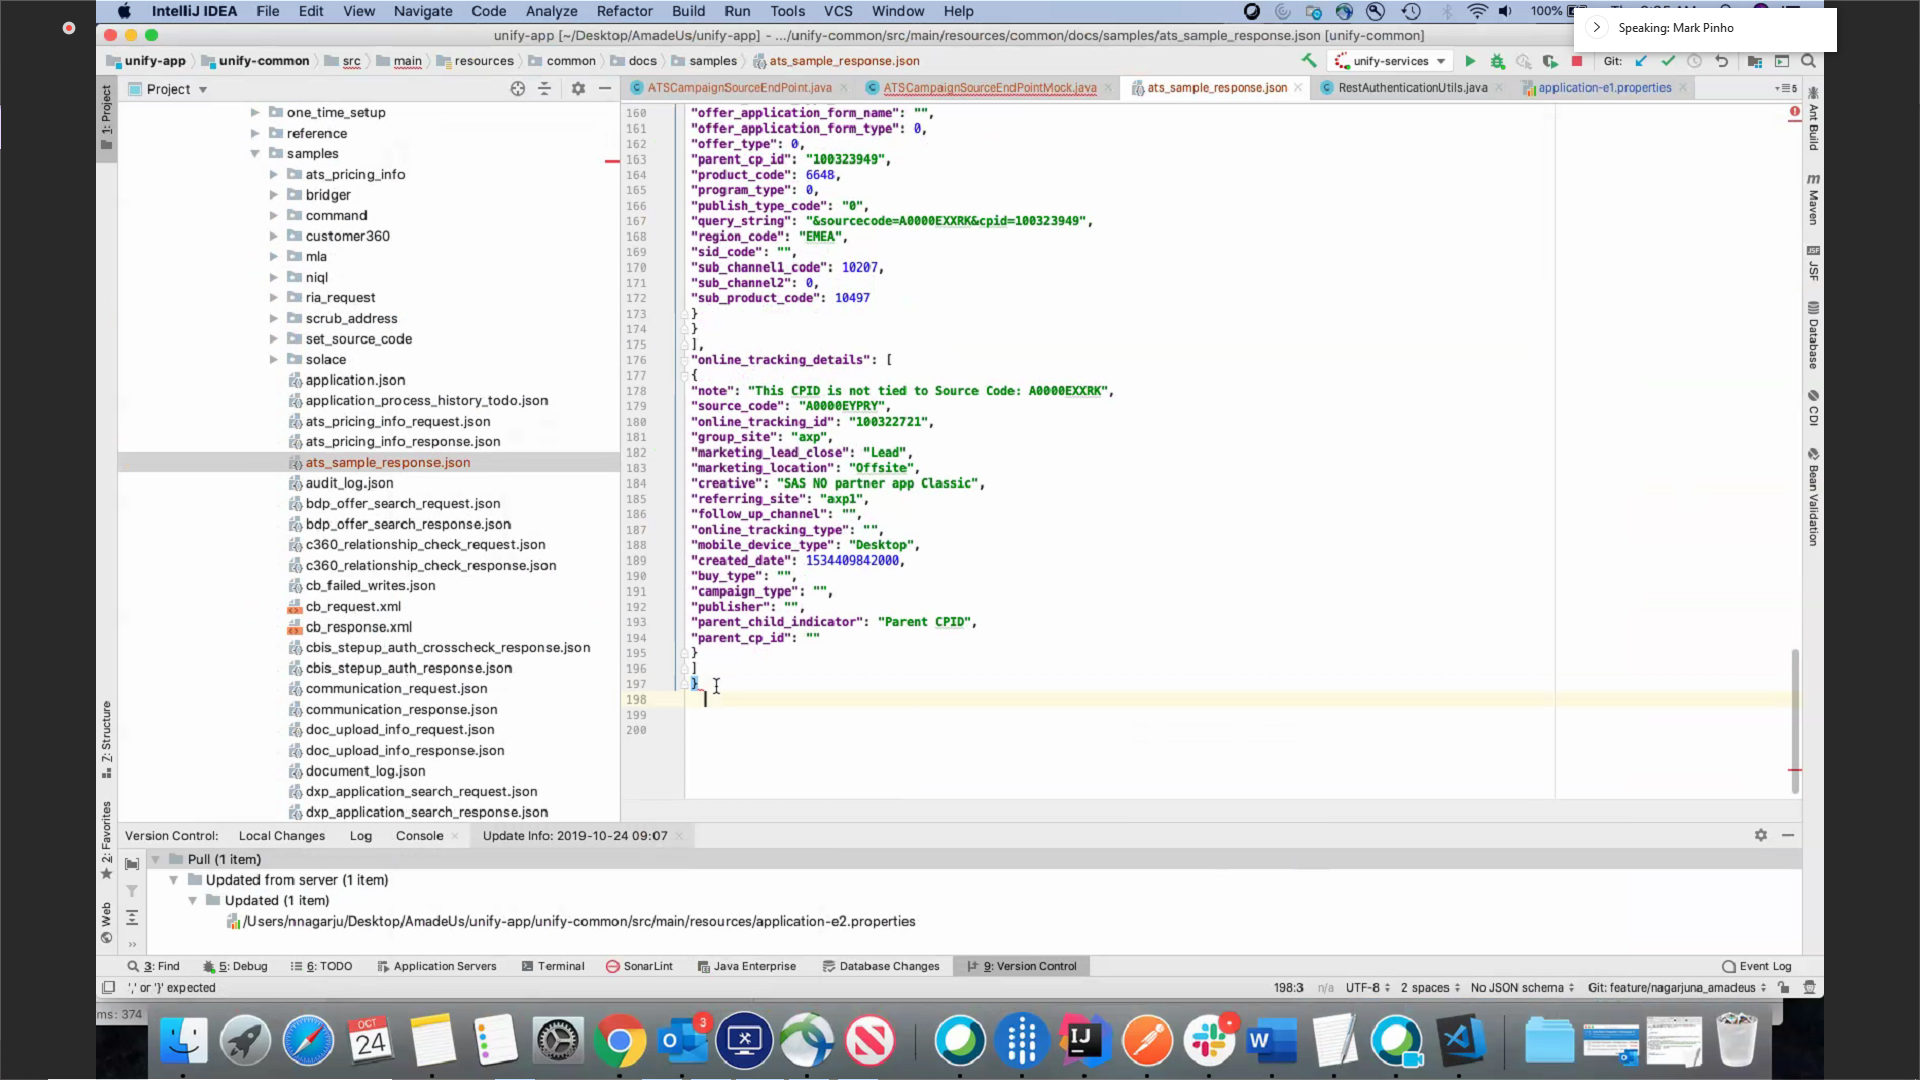 IntelliJ IDEA File Edit View Navigate Code Analyze Refactor Build Run Tools VCS Window Help
100%
Speaking: Mark Pinho
unify-app [~/Desktop/AmadeUs/unify-app] - .../unify-common/src/main/resources/common/docs/samples/ats_sample_response.json [unify-common]
unify-app unify-common src main resources common docs samples ats_sample_response.json
unify-services Git:
Project
ATSCampaignSourceEndPoint.java ATSCampaignSourceEndPointMock.java ats_sample_response.json RestAuthenticationUtils.java application-e1.properties
1: Project
Z: Structure
2: Favorites
Web
one_time_setup
reference
samples
ats_pricing_info
bridger
command
customer360
mla
niql
ria_request
scrub_address
set_source_code
solace
application.json
application_process_history_todo.json
ats_pricing_info_request.json
ats_pricing_info_response.json
ats_sample_response.json
audit_log.json
bdp_offer_search_request.json
bdp_offer_search_response.json
c360_relationship_check_request.json
c360_relationship_check_response.json
cb_failed_writes.json
cb_request.xml
cb_response.xml
cbis_stepup_auth_crosscheck_response.json
cbis_stepup_auth_response.json
communication_request.json
communication_response.json
doc_upload_info_request.json
doc_upload_info_response.json
document_log.json
dxp_application_search_request.json
dxp_application_search_response.json
160 "offer_application_form_name": "",
161 "offer_application_form_type": 0,
162 "offer_type": 0,
163 "parent_cp_id": "100323949",
164 "product_code": 6648,
165 "program_type": 0,
166 "publish_type_code": "0",
167 "query_string": "&sourcecode=A0000EXXRK&cpid=100323949",
168 "region_code": "EMEA",
169 "sid_code": "",
170 "sub_channel1_code": 10207,
171 "sub_channel2": 0,
172 "sub_product_code": 10497
173 }
174 }
175 ],
176 "online_tracking_details": [
177 {
178 "note": "This CPID is not tied to Source Code: A0000EXXRK",
179 "source_code": "A0000EYPRY",
180 "online_tracking_id": "100322721",
181 "group_site": "axp",
182 "marketing_lead_close": "Lead",
183 "marketing_location": "Offsite",
184 "creative": "SAS NO partner app Classic",
185 "referring_site": "axp1",
186 "follow_up_channel": "",
187 "online_tracking_type": "",
188 "mobile_device_type": "Desktop",
189 "created_date": 1534409842000,
190 "buy_type": "",
191 "campaign_type": "",
192 "publisher": "",
193 "parent_child_indicator": "Parent CPID",
194 "parent_cp_id": ""
195 }
196 ]
197 }
198
199
200
Ant Build
Maven
JSF
Database
CDI
Bean Validation
Version Control: Local Changes Log Console Update Info: 2019-10-24 09:07
Pull (1 item)
Updated from server (1 item)
Updated (1 item)
/Users/nnagarju/Desktop/AmadeUs/unify-app/unify-common/src/main/resources/application-e2.properties
3: Find 5: Debug 6: TODO Application Servers Terminal SonarLint Java Enterprise Database Changes 9: Version Control Event Log
',' or '}' expected
198:3 n/a UTF-8 2 spaces No JSON schema Git: feature/nagarjuna_amadeus
ms: 374
OCT
24
3